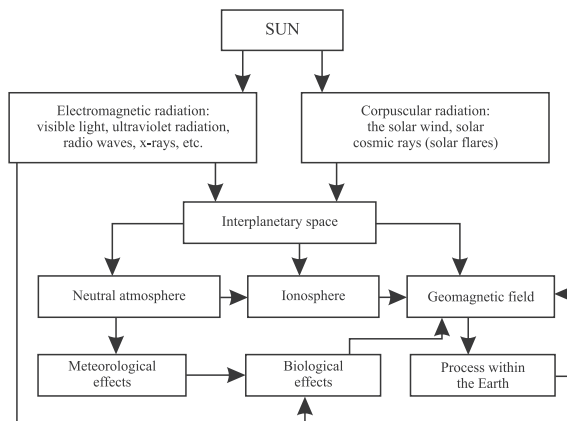 SUN
Electromagnetic radiation:
visible light, ultraviolet radiation,
radio waves, x-rays, etc.
Corpuscular radiation:
the solar wind, solar
cosmic rays (solar flares)
Interplanetary space
Neutral atmosphere
Ionosphere
Geomagnetic field
Meteorological
effects
Biological
effects
Process within
the Earth